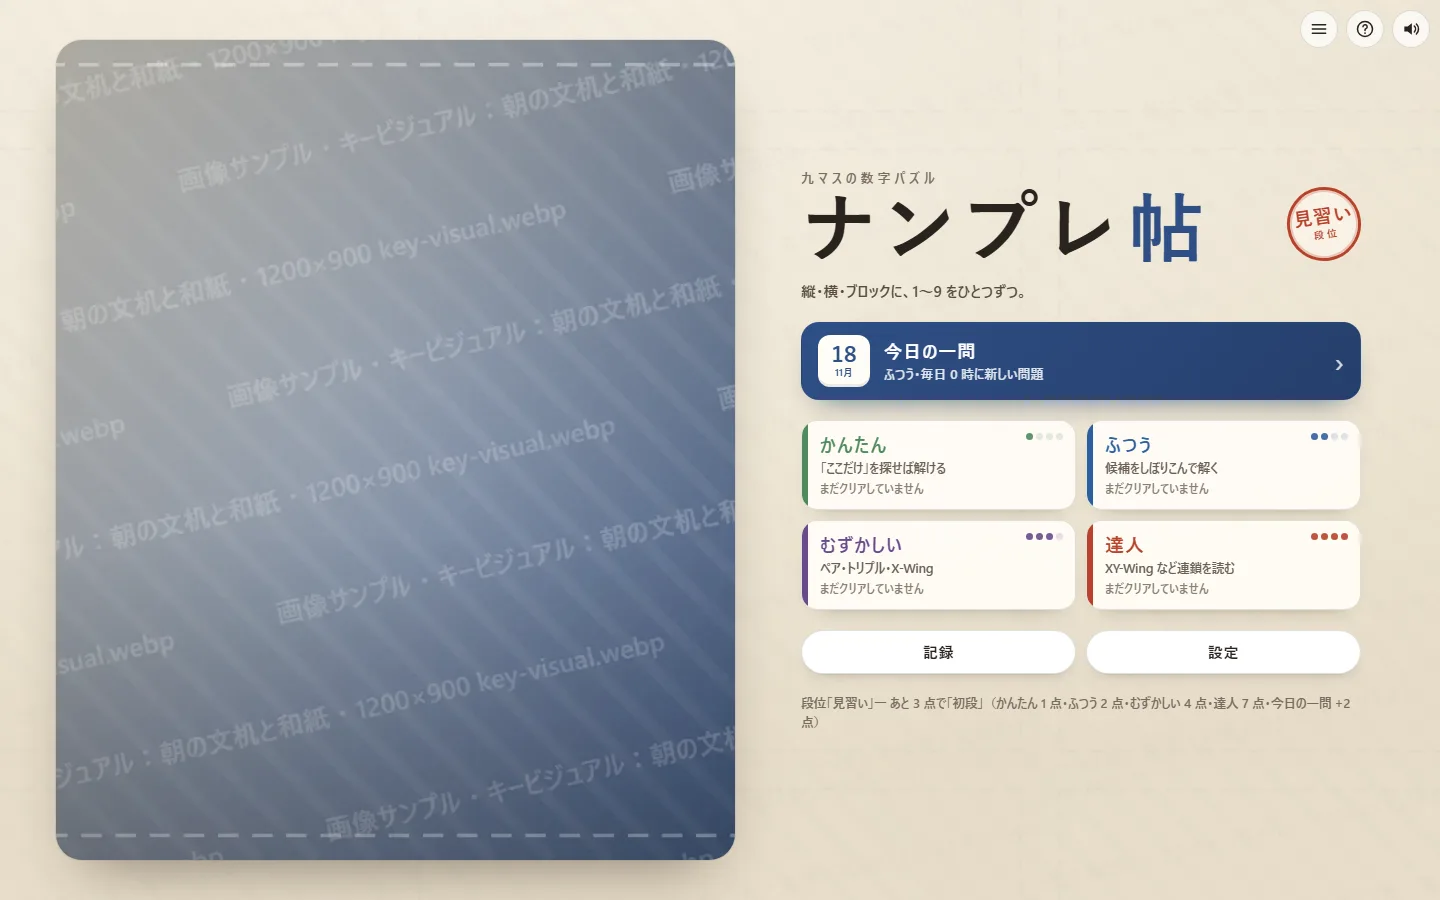 画像サンプル・キービジュアル：朝の文机と和紙・1200×900 key-visual.webp
九マスの数字パズル
ナンプレ帖
見習い
段位
縦・横・ブロックに、1〜9 をひとつずつ。
18
11月
今日の一問
ふつう・毎日 0 時に新しい問題
かんたん
「ここだけ」を探せば解ける
まだクリアしていません
ふつう
候補をしぼりこんで解く
まだクリアしていません
むずかしい
ペア・トリプル・X-Wing
まだクリアしていません
達人
XY-Wing など連鎖を読む
まだクリアしていません
記録
設定
段位「見習い」— あと 3 点で「初段」（かんたん 1 点・ふつう 2 点・むずかしい 4 点・達人 7 点・今日の一問 +2
点）